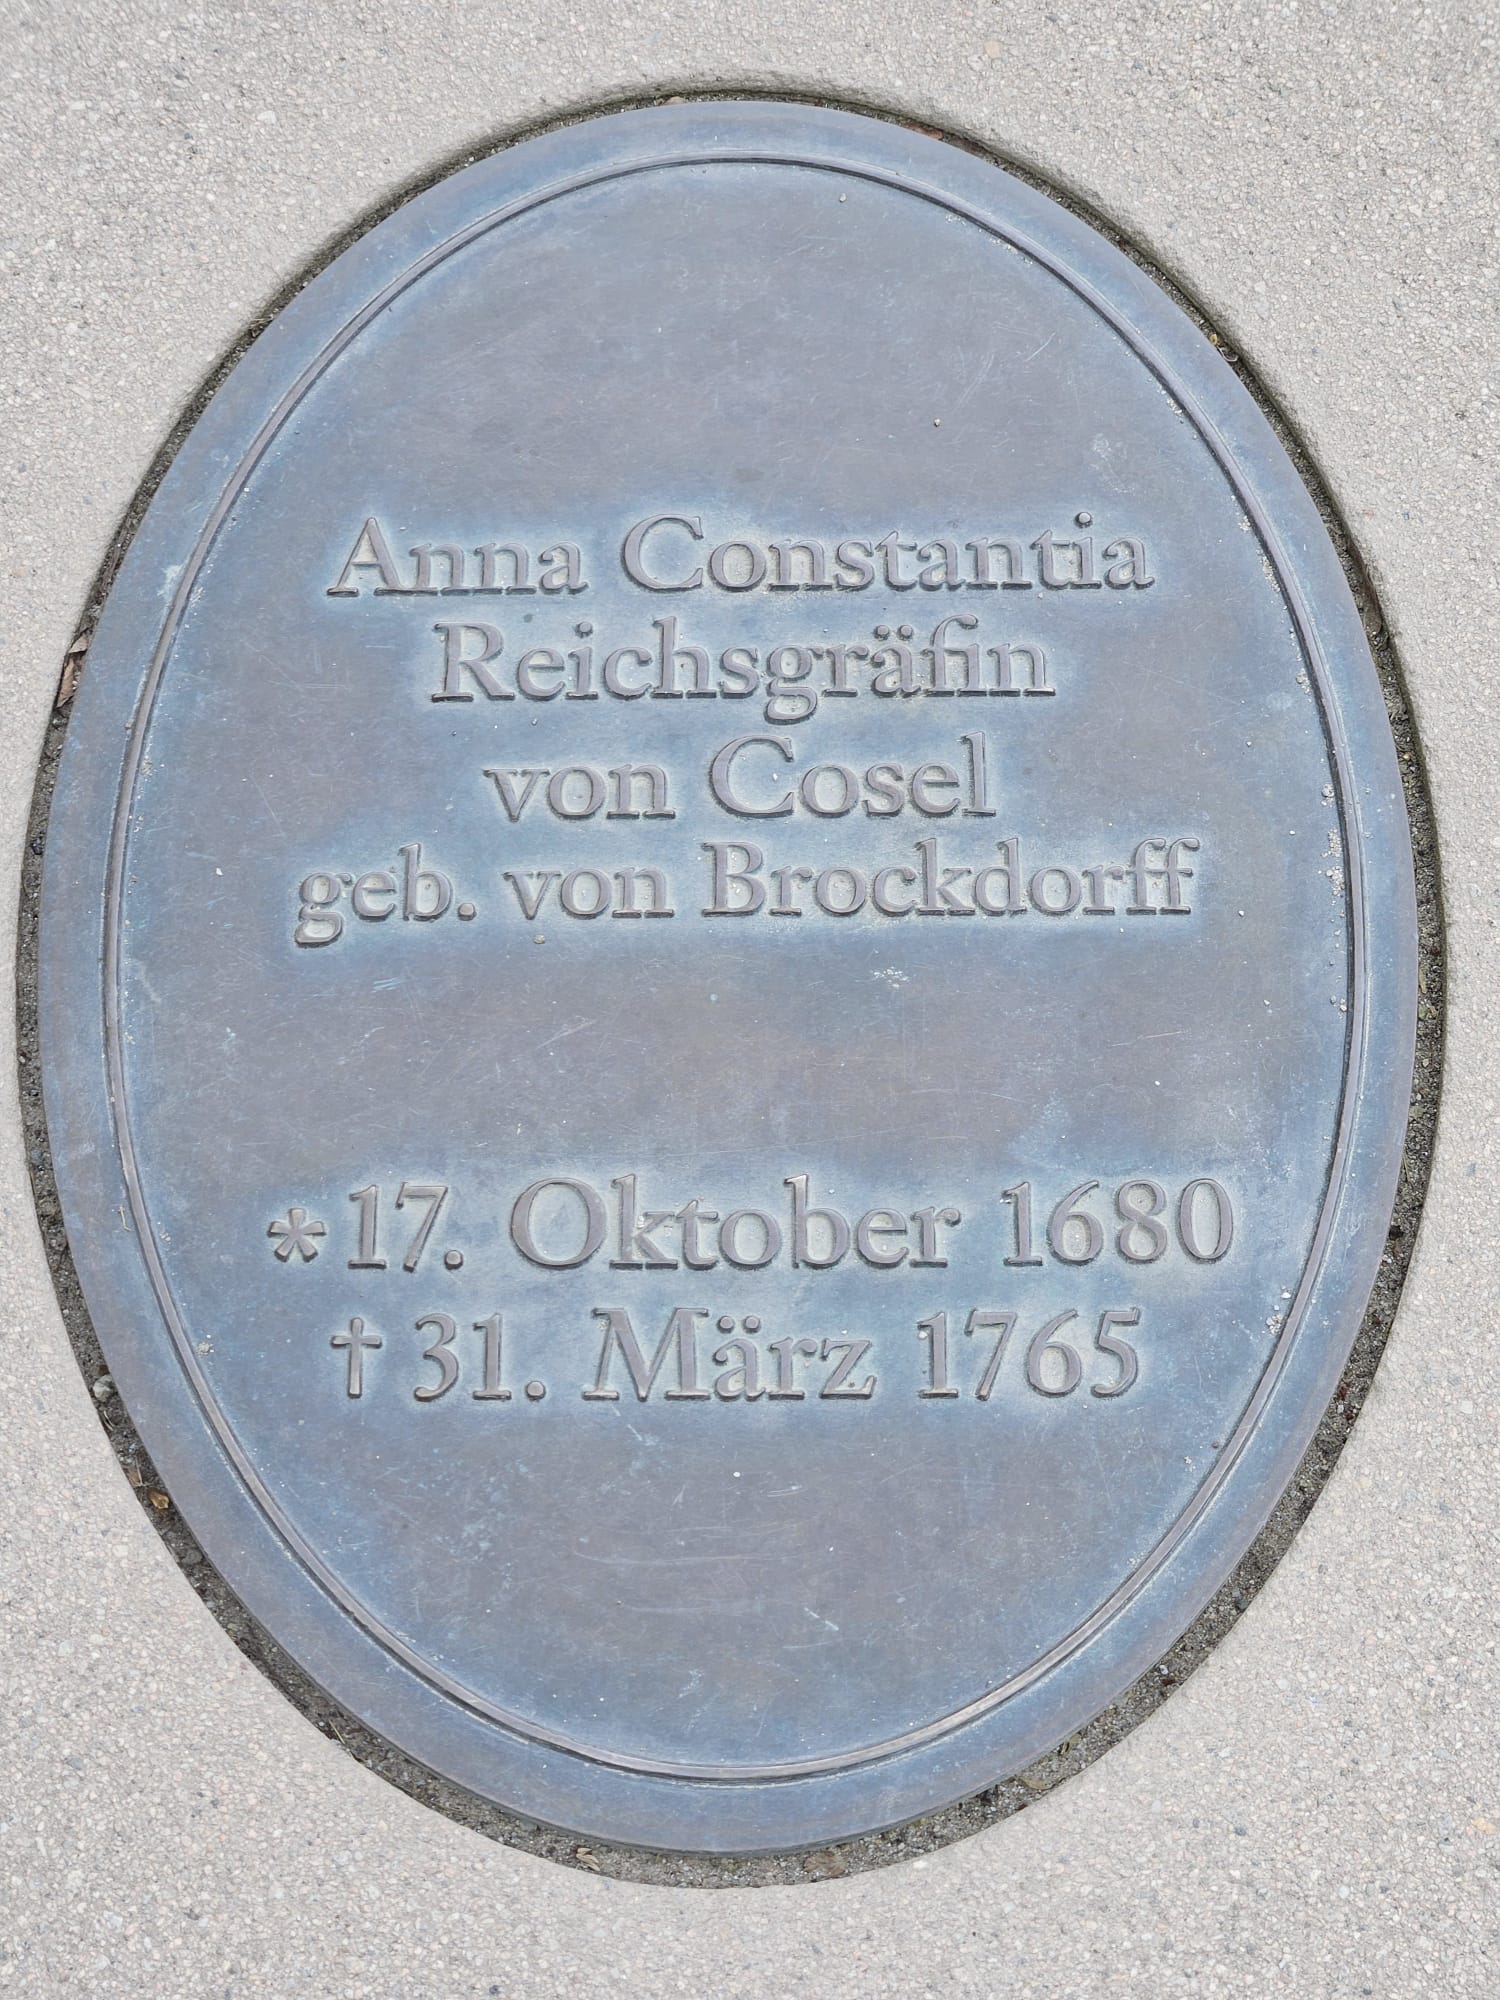 Anna Constantia
Reichsgräfin
von Cosel
geb. von Brockdorff
* 17. Oktober 1680
† 31. März 1765